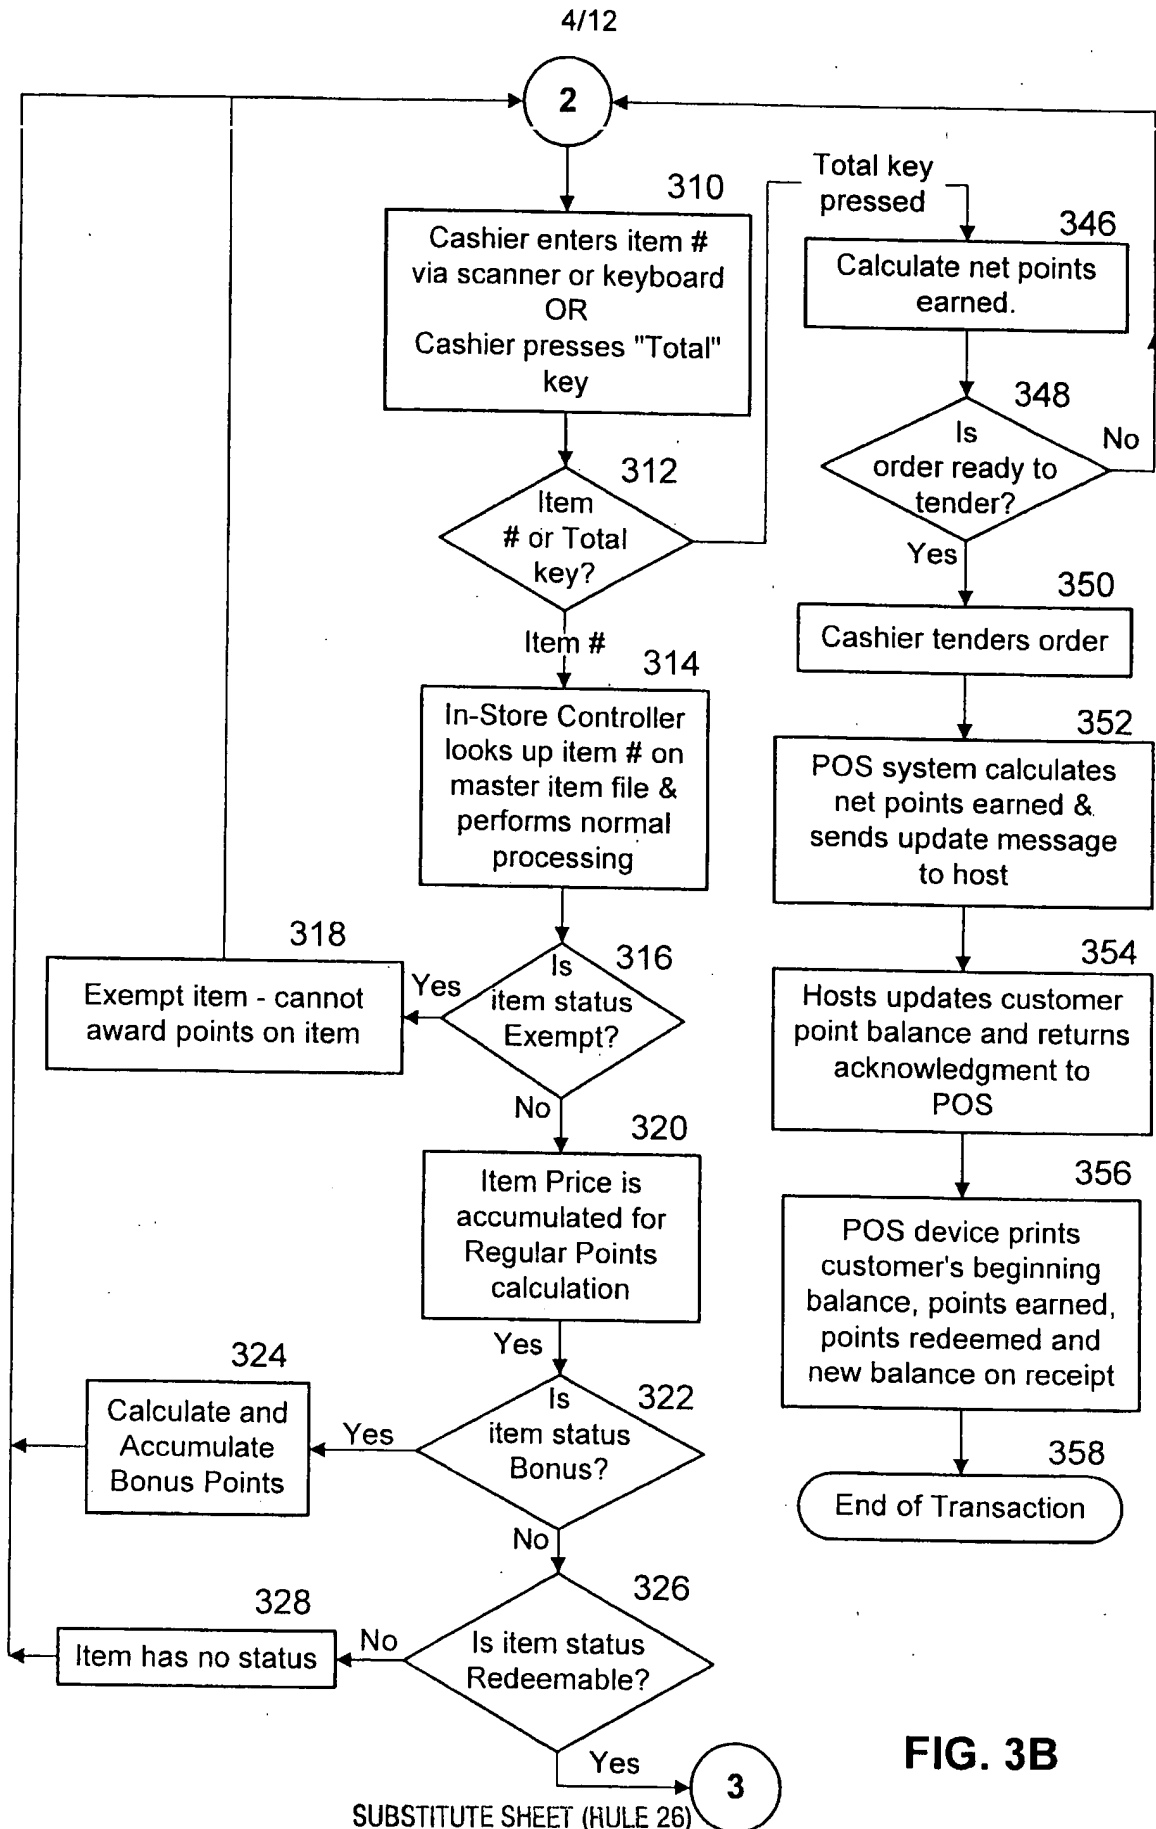 4/12
2
310
Cashier enters item #
via scanner or keyboard
OR
Cashier presses "Total"
key
312
Item
# or Total
key?
Item #
314
In-Store Controller
looks up item # on
master item file &
performs normal
processing
316
Is
item status
Exempt?
Yes
318
Exempt item - cannot
award points on item
No
320
Item Price is
accumulated for
Regular Points
calculation
Yes
322
Is
item status
Bonus?
Yes
324
Calculate and
Accumulate
Bonus Points
No
326
Is item status
Redeemable?
No
328
Item has no status
Yes
3
Total key
pressed
346
Calculate net points
earned.
348
Is
order ready to
tender?
No
Yes
350
Cashier tenders order
352
POS system calculates
net points earned &
sends update message
to host
354
Hosts updates customer
point balance and returns
acknowledgment to
POS
356
POS device prints
customer's beginning
balance, points earned,
points redeemed and
new balance on receipt
358
End of Transaction
FIG. 3B
SUBSTITUTE SHEET (RULE 26)